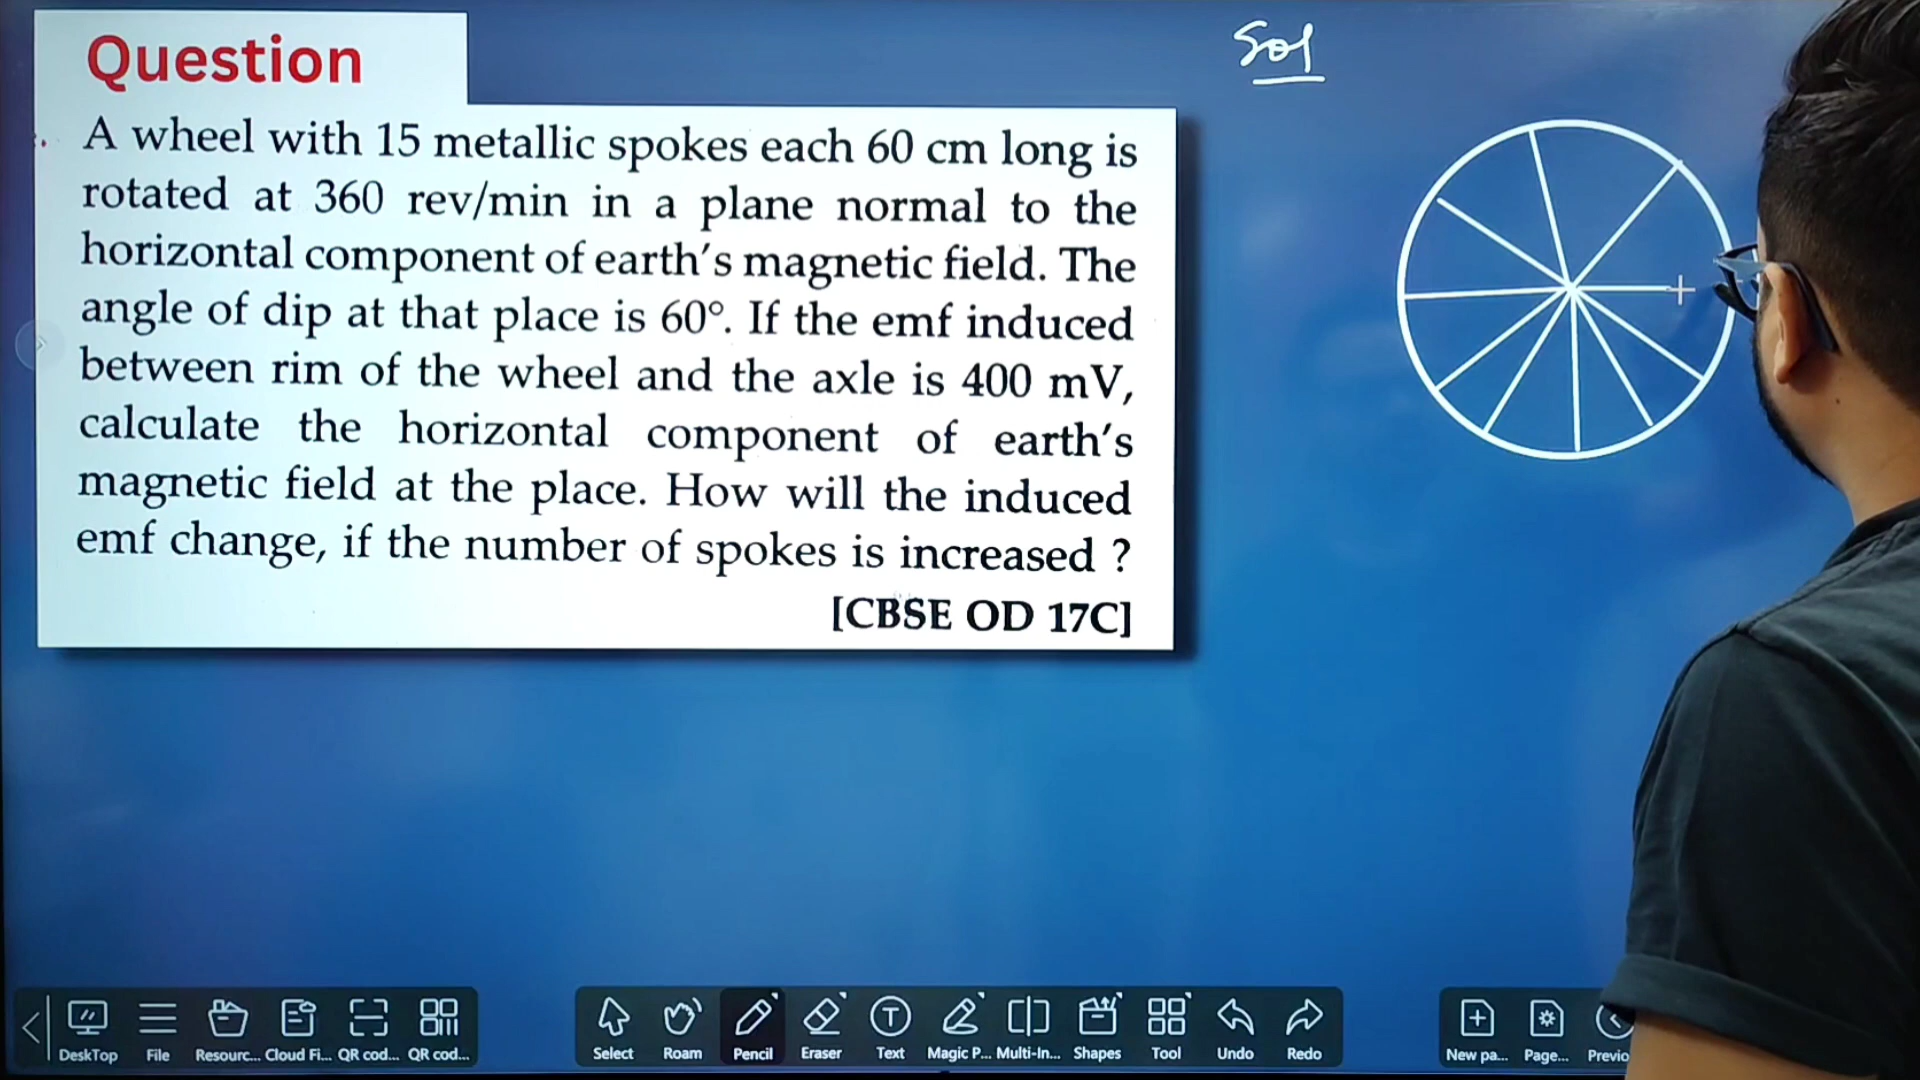 Question
Sol
A wheel with 15 metallic spokes each 60 cm long is
rotated at 360 rev/min in a plane normal to the
horizontal component of earth's magnetic field. The
angle of dip at that place is 60°. If the emf induced
between rim of the wheel and the axle is 400 mV,
calculate the horizontal component of earth's
magnetic field at the place. How will the induced
emf change, if the number of spokes is increased ?
[CBSE OD 17C]
DeskTop File Resourc... Cloud Fi... QR cod... QR cod... Select Roam Pencil Eraser Text Magic P... Multi-In... Shapes Tool Undo Redo New pa... Page... Previo